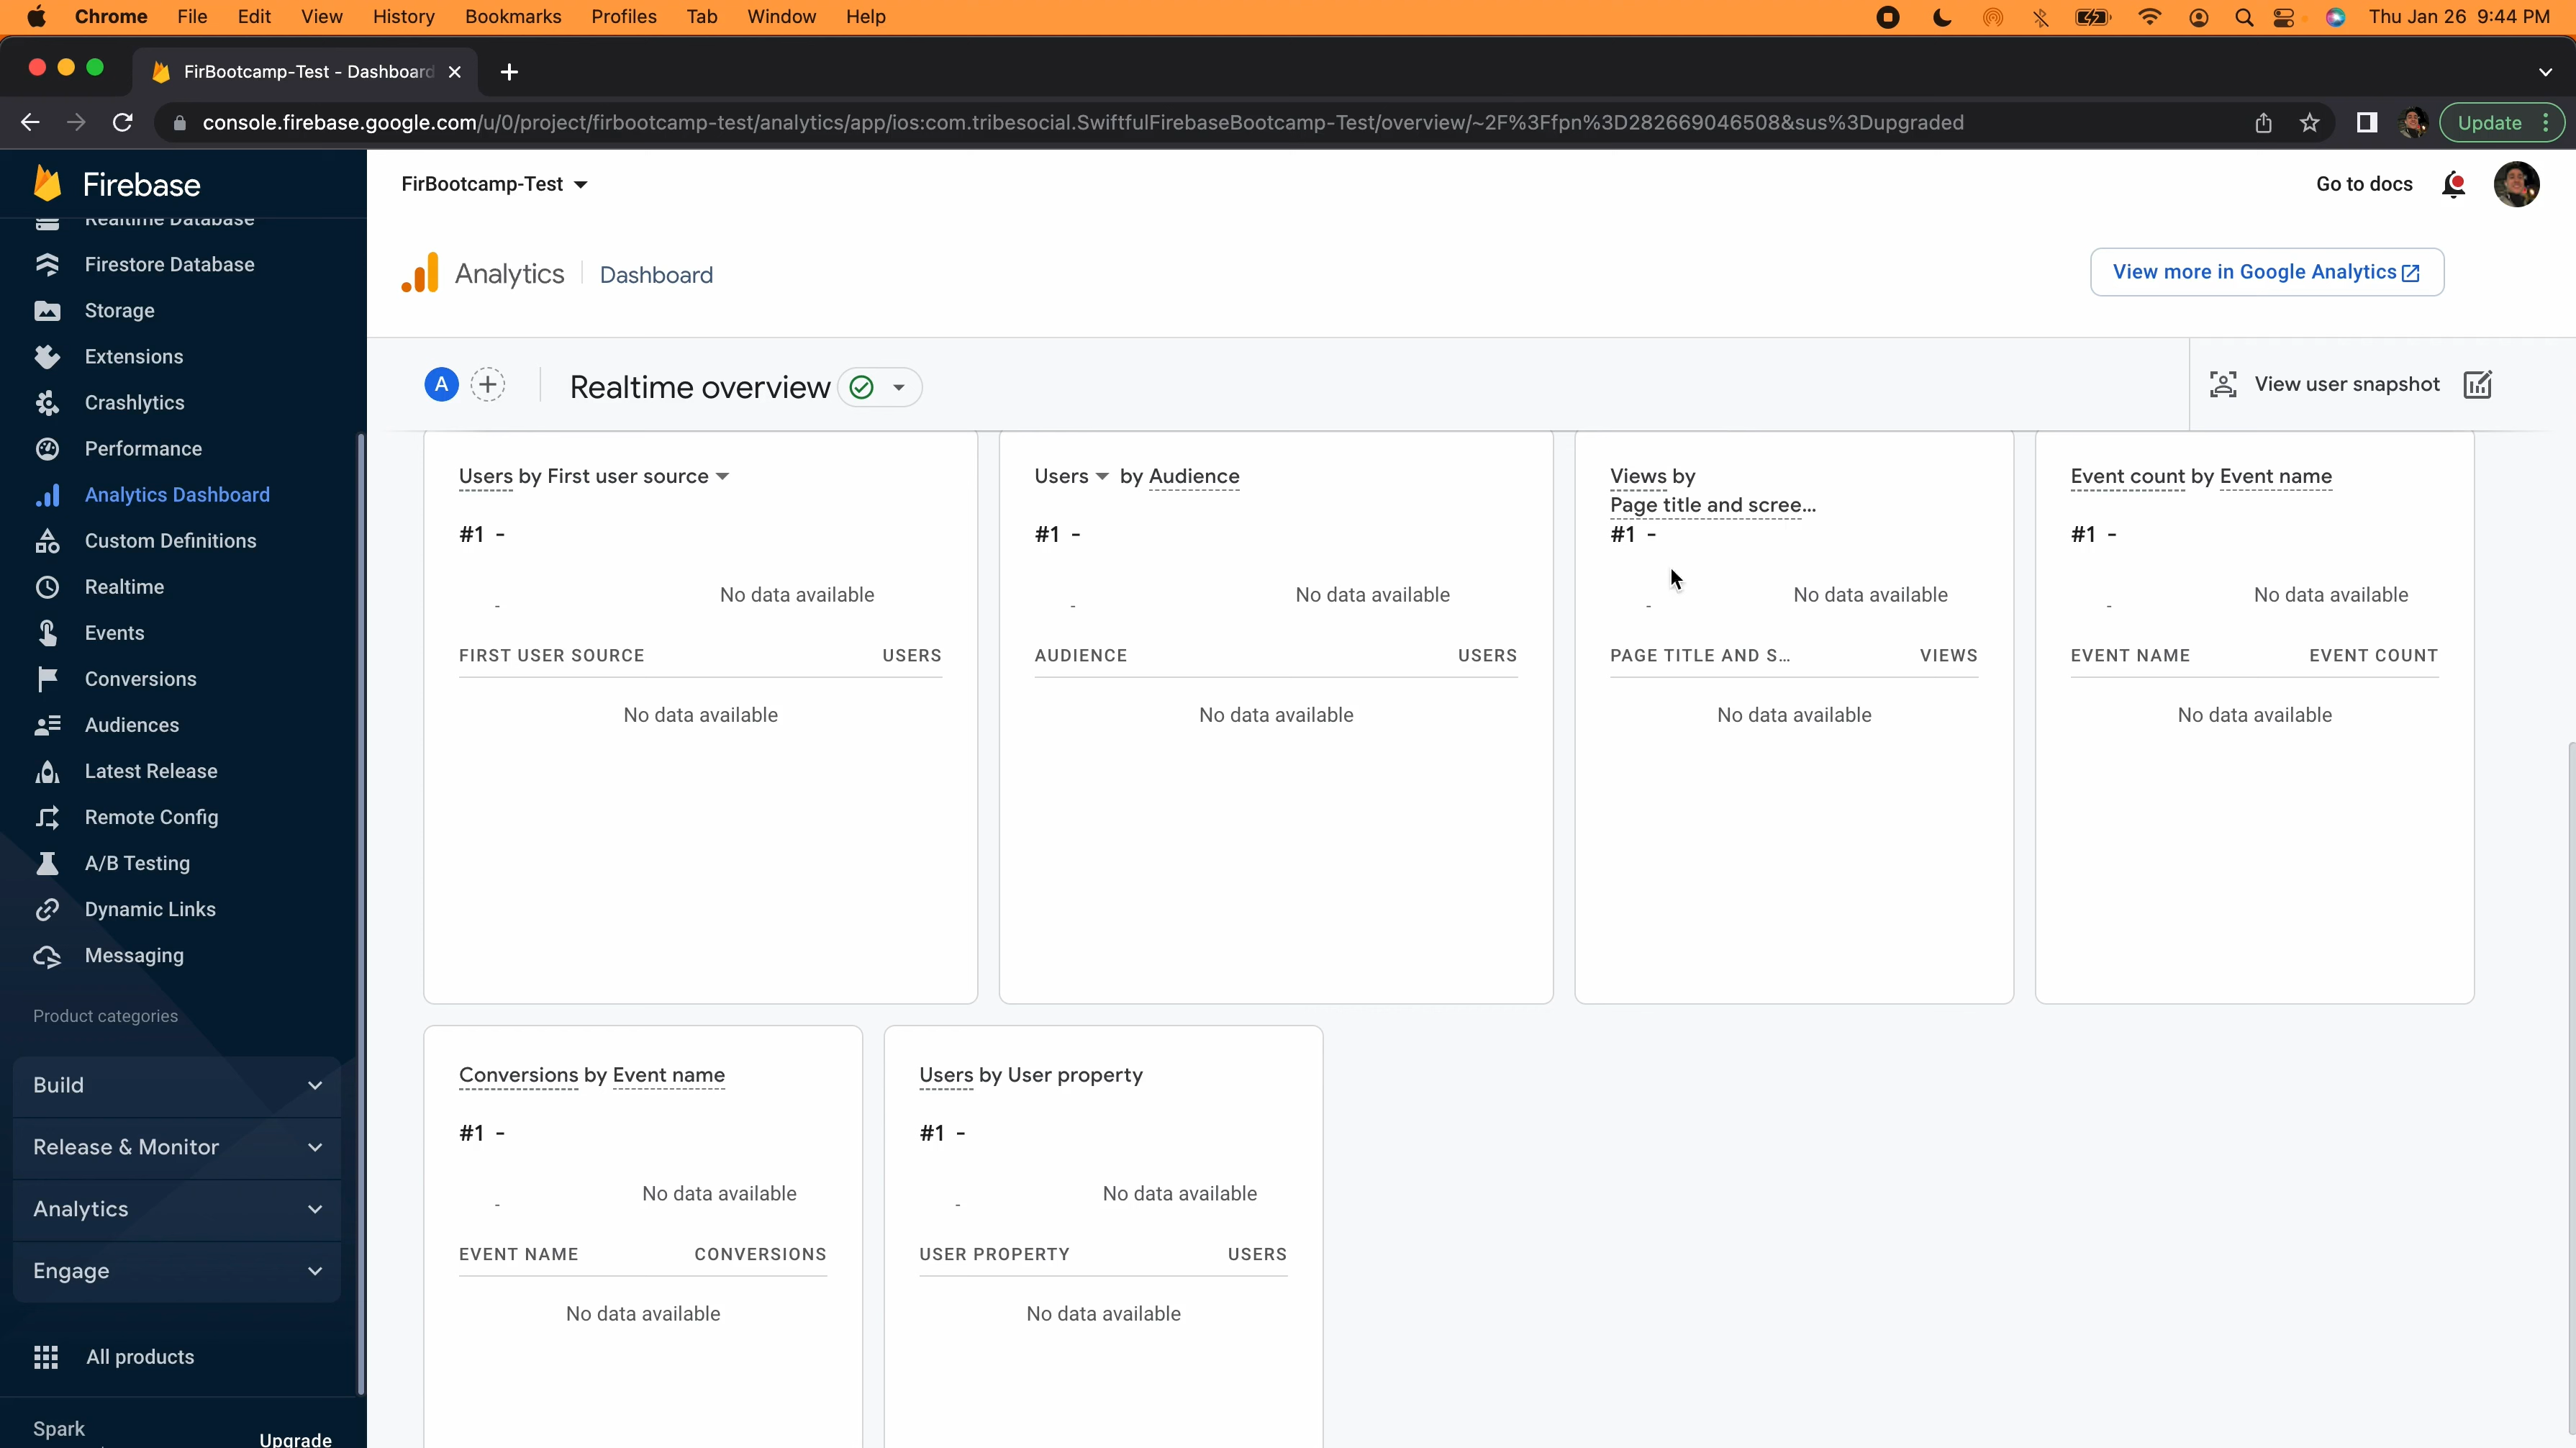 Chrome File Edit View History Bookmarks Profiles Tab Window Help Thu Jan 26 9:44 PM
FirBootcamp-Test - Dashboard
console.firebase.google.com/u/0/project/firbootcamp-test/analytics/app/ios:com.tribesocial.SwiftfulFirebaseBootcamp-Test/overview/~2F%3Ffpn%3D282669046508&sus%3Dupgraded Update
Firebase
Realtime Database
Firestore Database
Storage
Extensions
Crashlytics
Performance
Analytics Dashboard
Custom Definitions
Realtime
Events
Conversions
Audiences
Latest Release
Remote Config
A/B Testing
Dynamic Links
Messaging
Product categories
Build
Release & Monitor
Analytics
Engage
All products
Spark
Upgrade
FirBootcamp-Test
Go to docs
Analytics Dashboard
View more in Google Analytics
A Realtime overview
View user snapshot
Users by First user source
#1 -
No data available
-
FIRST USER SOURCE USERS
No data available
Users by Audience
#1 -
No data available
-
AUDIENCE USERS
No data available
Views by
Page title and scree...
#1 -
No data available
-
PAGE TITLE AND S... VIEWS
No data available
Event count by Event name
#1 -
No data available
-
EVENT NAME EVENT COUNT
No data available
Conversions by Event name
#1 -
No data available
-
EVENT NAME CONVERSIONS
No data available
Users by User property
#1 -
No data available
-
USER PROPERTY USERS
No data available